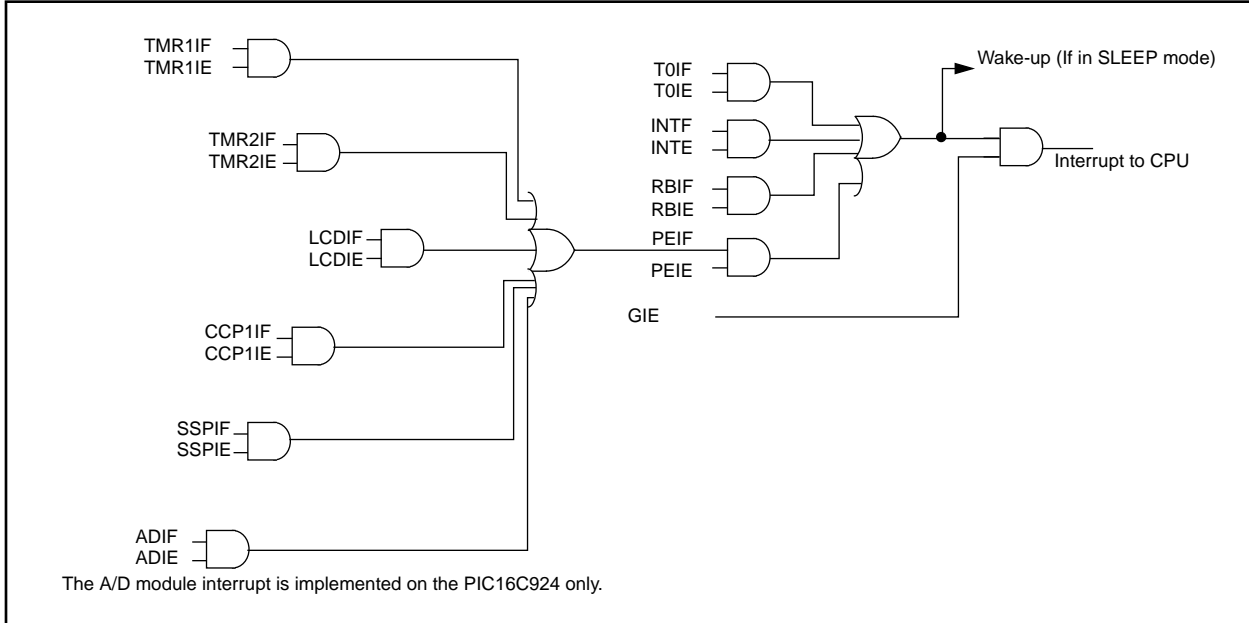 TMR1IF
TMR1IE
TMR2IF
TMR2IE
LCDIF
LCDIE
CCP1IF
CCP1IE
SSPIF
SSPIE
ADIF
ADIE
T0IF
T0IE
INTF
INTE
RBIF
RBIE
PEIF
PEIE
GIE
Wake-up (If in SLEEP mode)
Interrupt to CPU
The A/D module interrupt is implemented on the PIC16C924 only.